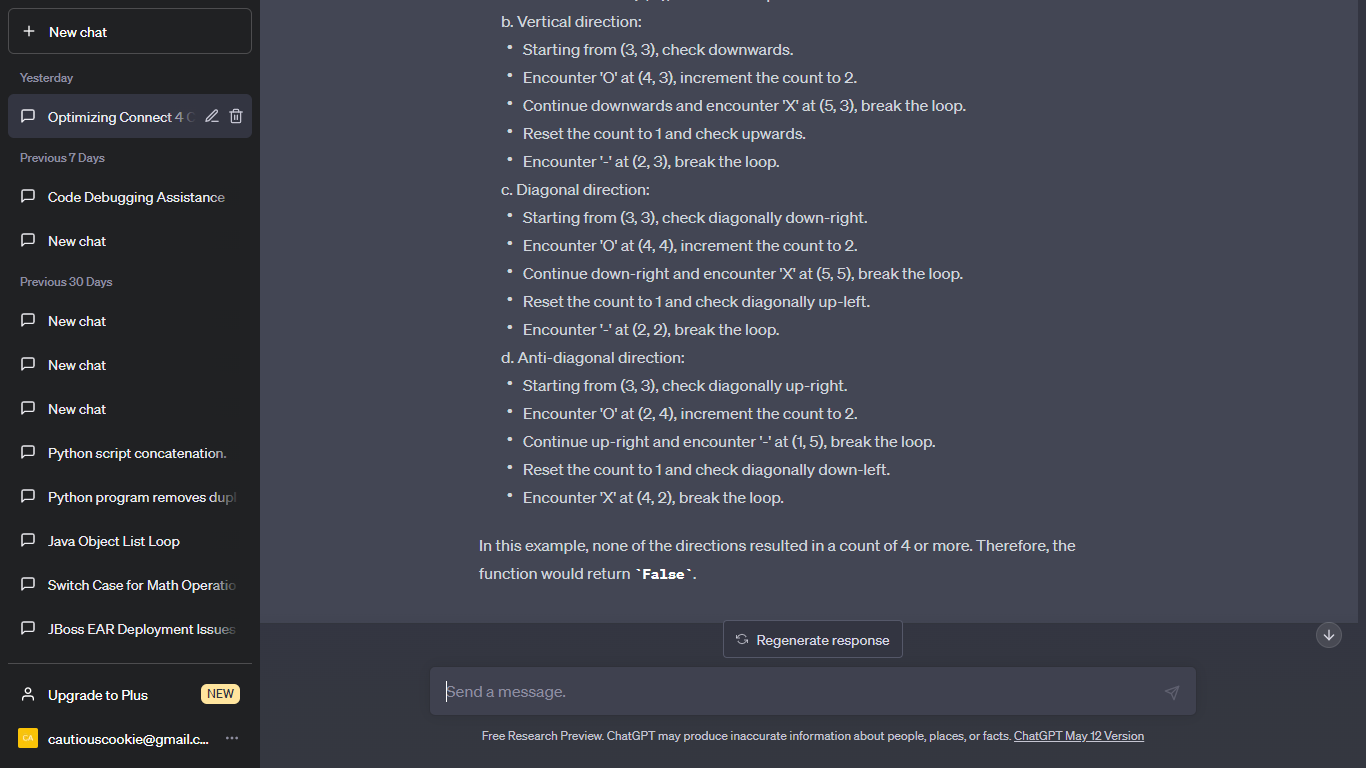 New chat
Yesterday
Optimizing Connect 4
Previous 7 Days
Code Debugging Assistance
New chat
Previous 30 Days
New chat
New chat
New chat
Python script concatenation.
Python program removes dupl
Java Object List Loop
Switch Case for Math Operatio
JBoss EAR Deployment Issues
Upgrade to Plus NEW
CA cautiouscookie@gmail.c...
b. Vertical direction:
• Starting from (3, 3), check downwards.
• Encounter 'O' at (4, 3), increment the count to 2.
• Continue downwards and encounter 'X' at (5, 3), break the loop.
• Reset the count to 1 and check upwards.
• Encounter '-' at (2, 3), break the loop.
c. Diagonal direction:
• Starting from (3, 3), check diagonally down-right.
• Encounter 'O' at (4, 4), increment the count to 2.
• Continue down-right and encounter 'X' at (5, 5), break the loop.
• Reset the count to 1 and check diagonally up-left.
• Encounter '-' at (2, 2), break the loop.
d. Anti-diagonal direction:
• Starting from (3, 3), check diagonally up-right.
• Encounter 'O' at (2, 4), increment the count to 2.
• Continue up-right and encounter '-' at (1, 5), break the loop.
• Reset the count to 1 and check diagonally down-left.
• Encounter 'X' at (4, 2), break the loop.
In this example, none of the directions resulted in a count of 4 or more. Therefore, the
function would return `False`.
Regenerate response
Send a message.
Free Research Preview. ChatGPT may produce inaccurate information about people, places, or facts. ChatGPT May 12 Version